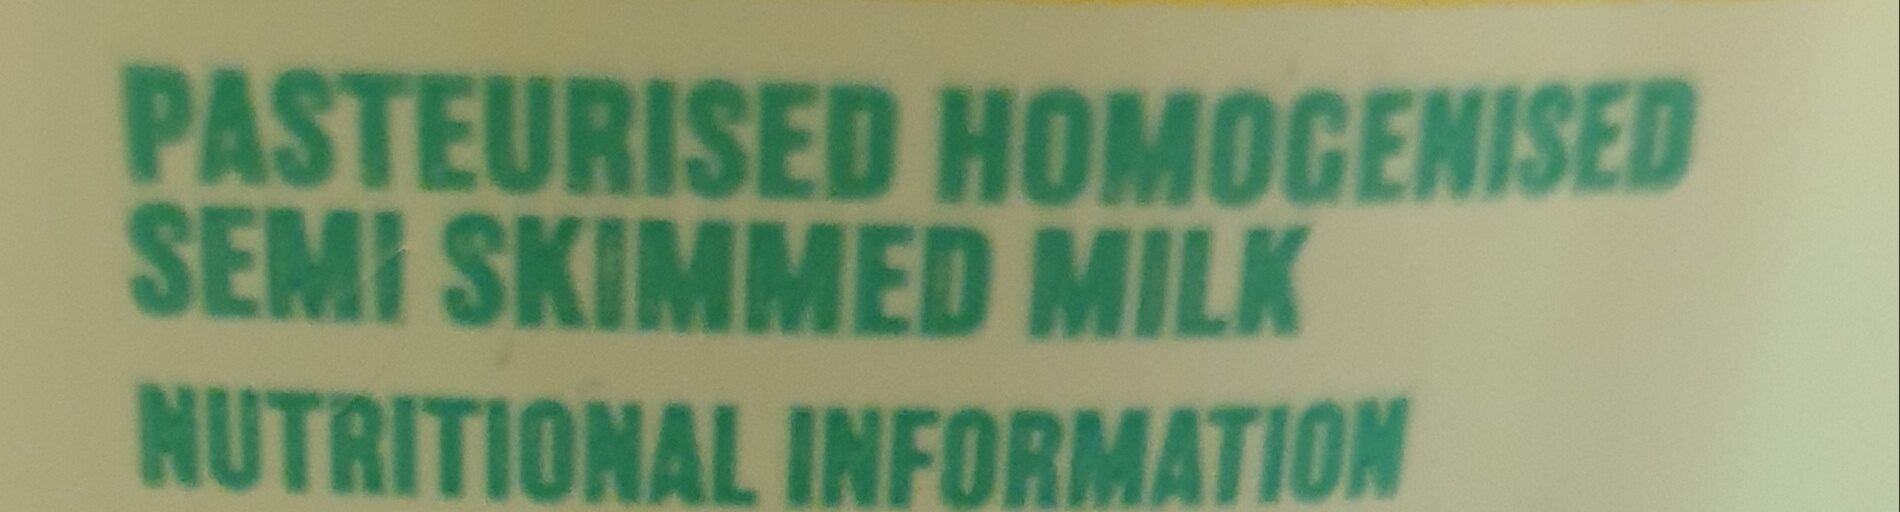 PASTEURISED HOMOGENISED
SEMI SKIMMED MILK
NUTRITIONAL INFORMATION